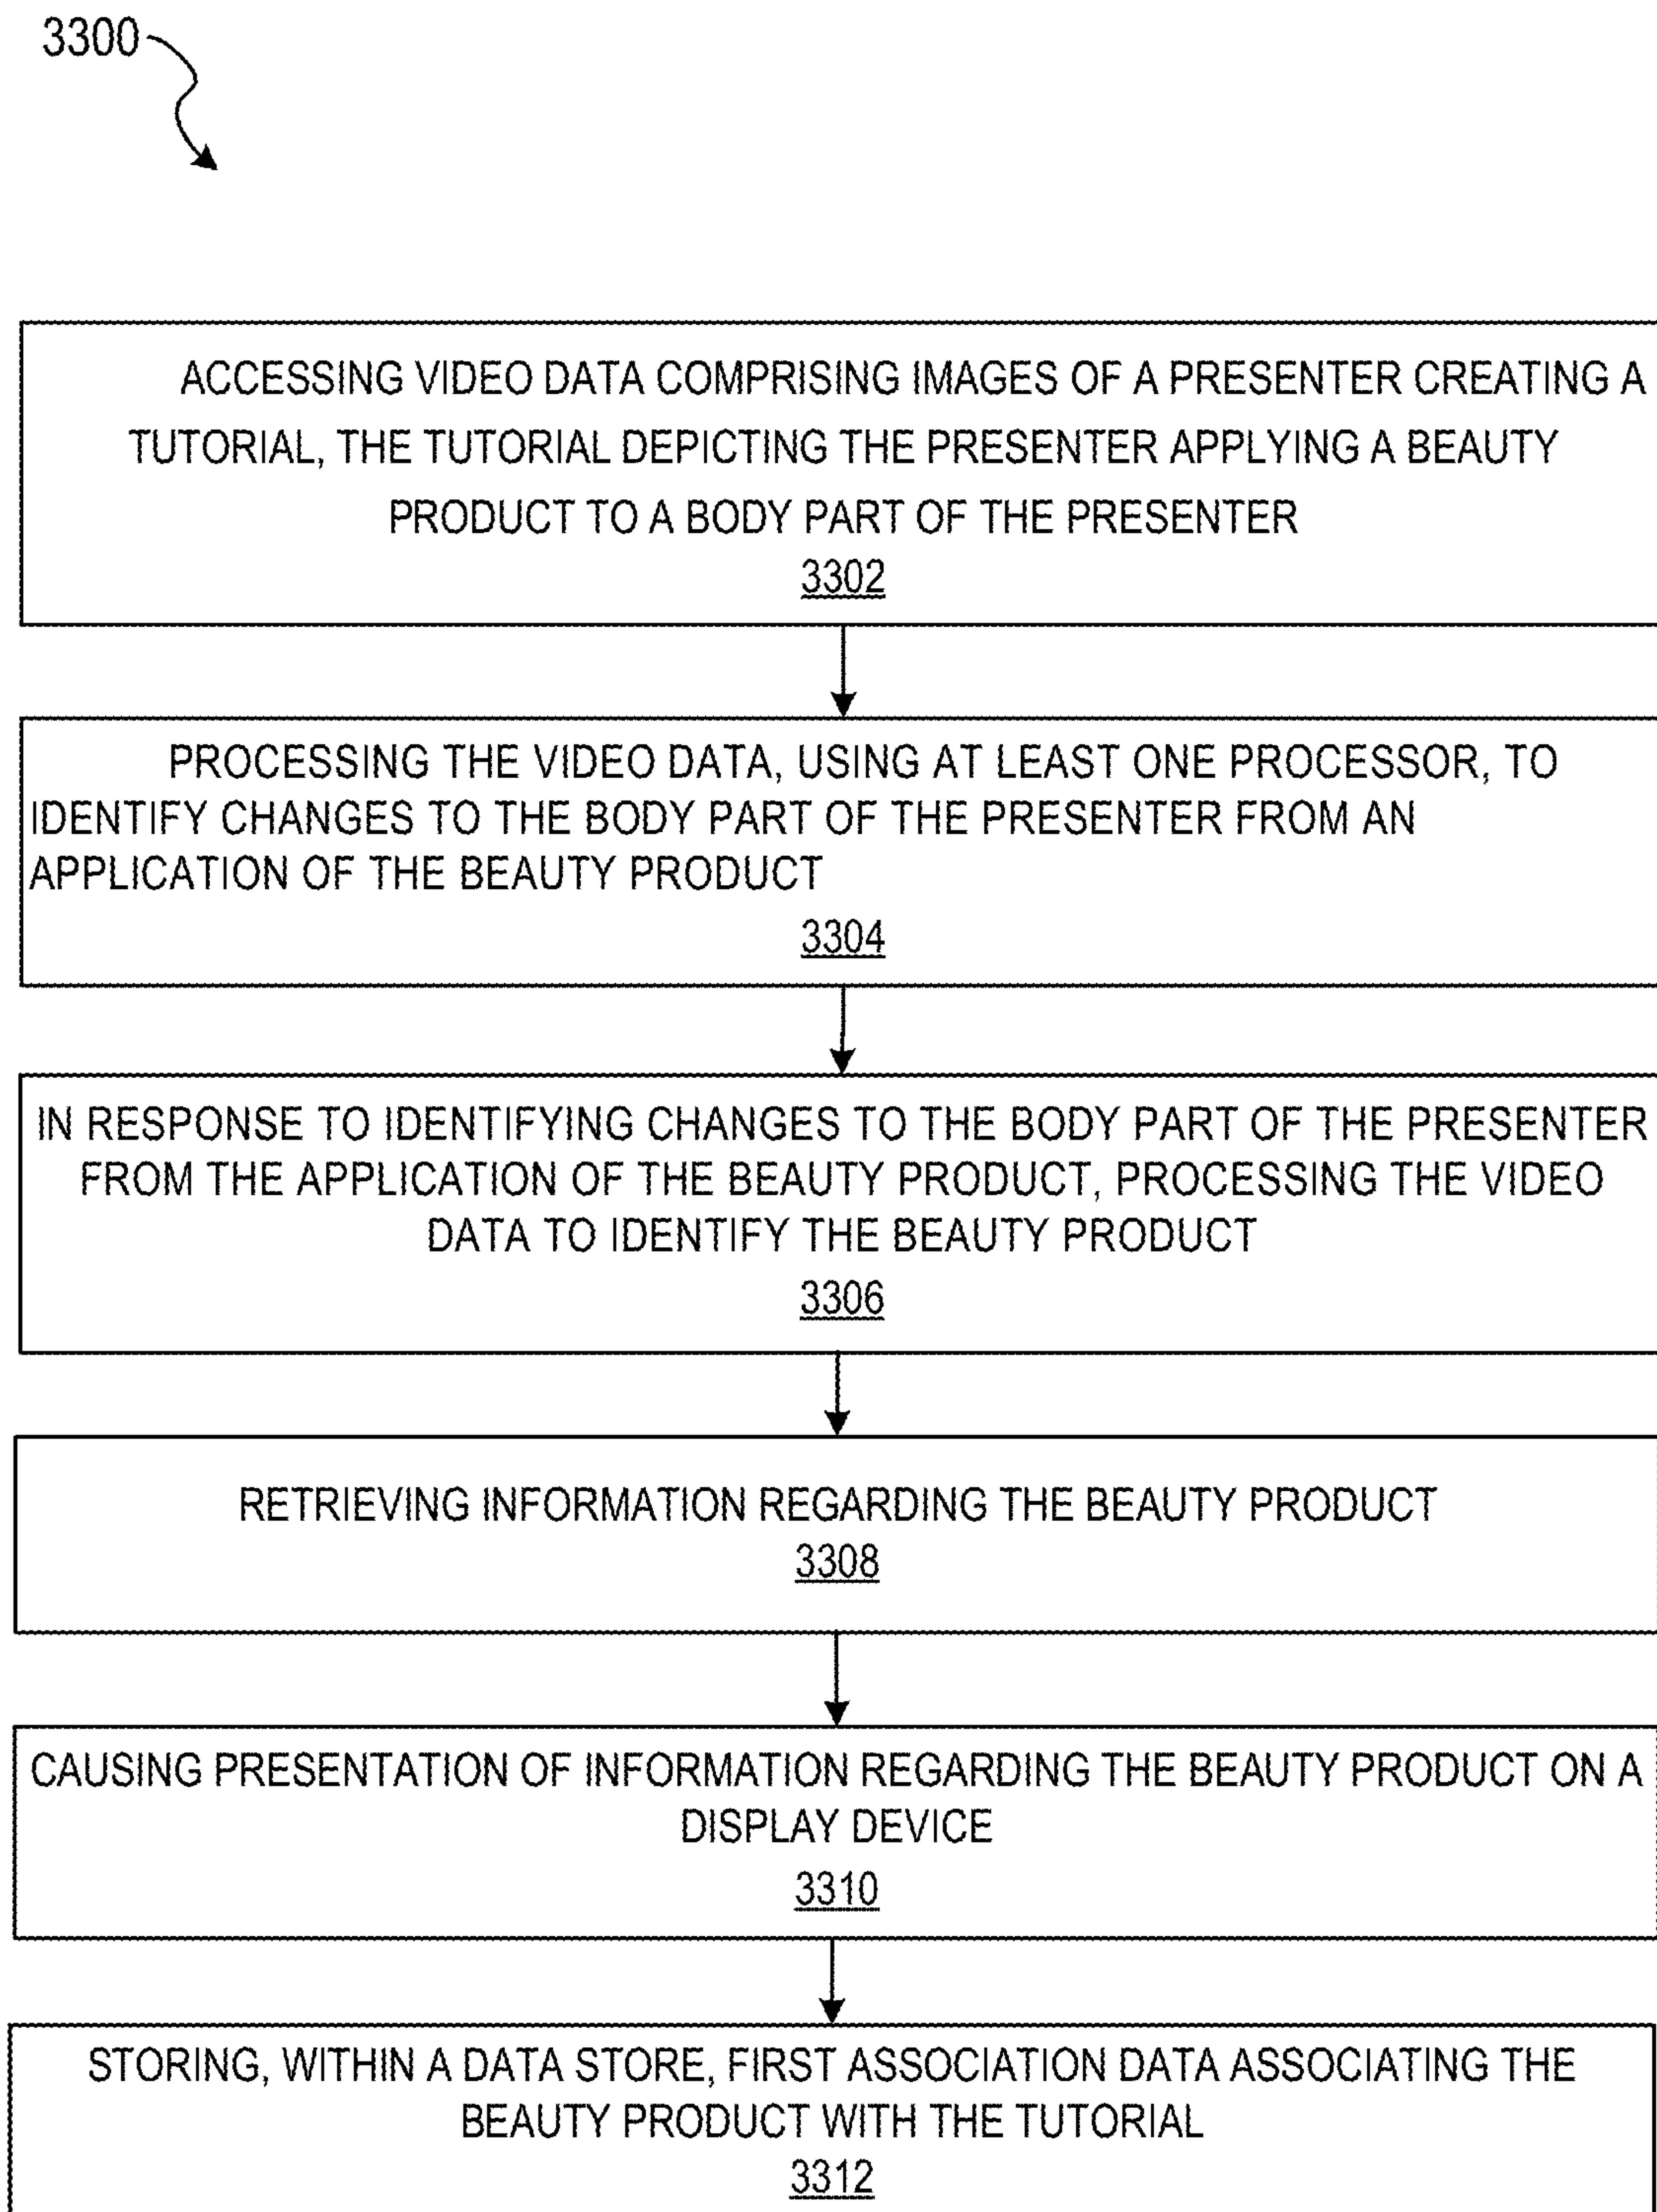 3300
ACCESSING VIDEO DATA COMPRISING IMAGES OF A PRESENTER CREATING A
TUTORIAL, THE TUTORIAL DEPICTING THE PRESENTER APPLYING A BEAUTY
PRODUCT TO A BODY PART OF THE PRESENTER
3302
PROCESSING THE VIDEO DATA, USING AT LEAST ONE PROCESSOR, TO
IDENTIFY CHANGES TO THE BODY PART OF THE PRESENTER FROM AN
APPLICATION OF THE BEAUTY PRODUCT
3304
IN RESPONSE TO IDENTIFYING CHANGES TO THE BODY PART OF THE PRESENTER
FROM THE APPLICATION OF THE BEAUTY PRODUCT, PROCESSING THE VIDEO
DATA TO IDENTIFY THE BEAUTY PRODUCT
3306
RETRIEVING INFORMATION REGARDING THE BEAUTY PRODUCT
3308
CAUSING PRESENTATION OF INFORMATION REGARDING THE BEAUTY PRODUCT ON A
DISPLAY DEVICE
3310
STORING, WITHIN A DATA STORE, FIRST ASSOCIATION DATA ASSOCIATING THE
BEAUTY PRODUCT WITH THE TUTORIAL
3312